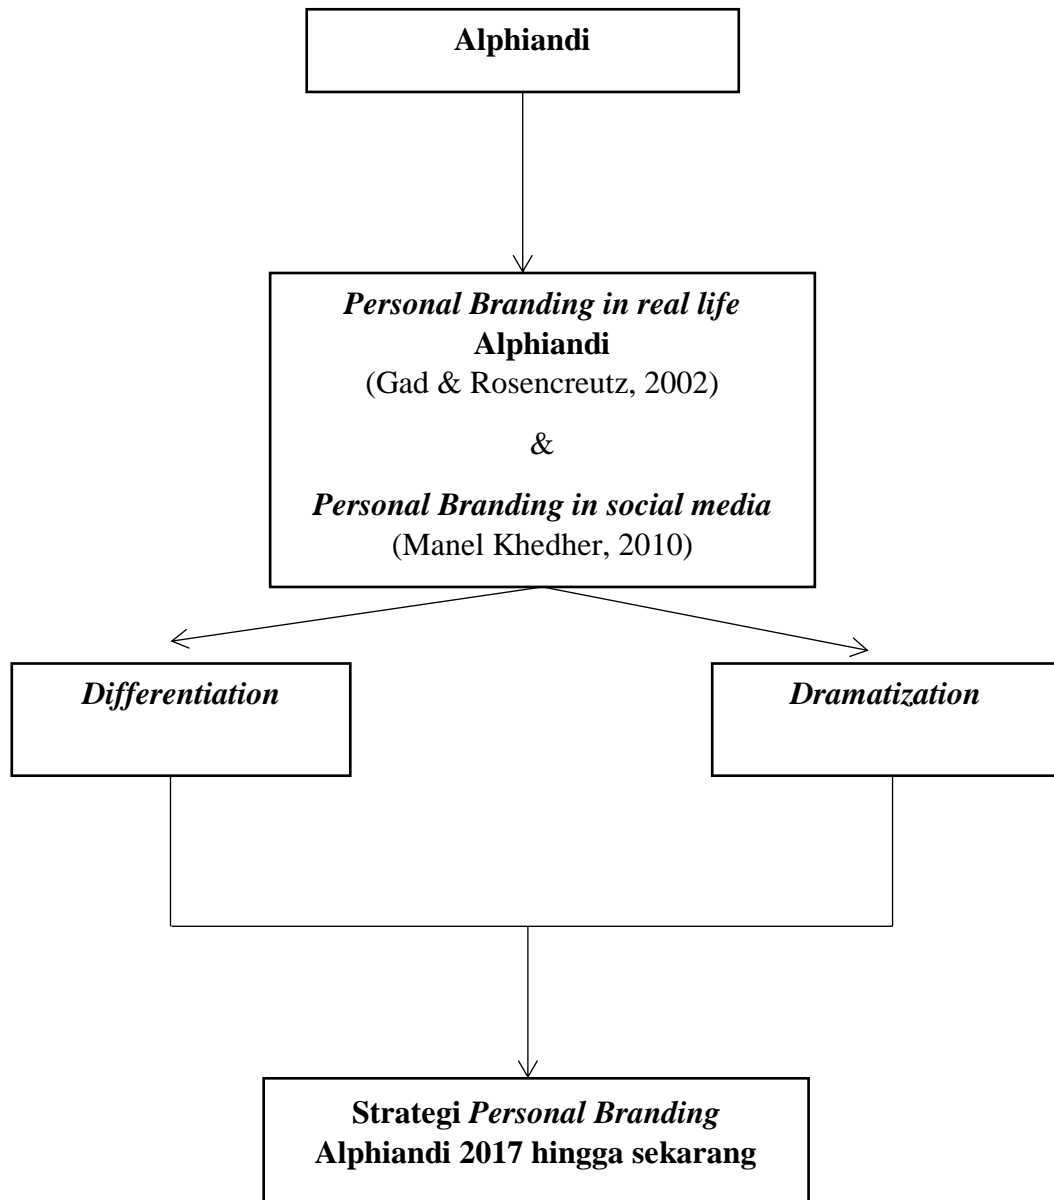 Alphiandi
Personal Branding in real life
Alphiandi
(Gad & Rosencreutz, 2002)
&
Personal Branding in social media
(Manel Khedher, 2010)
Differentiation
Dramatization
Strategi Personal Branding
Alphiandi 2017 hingga sekarang